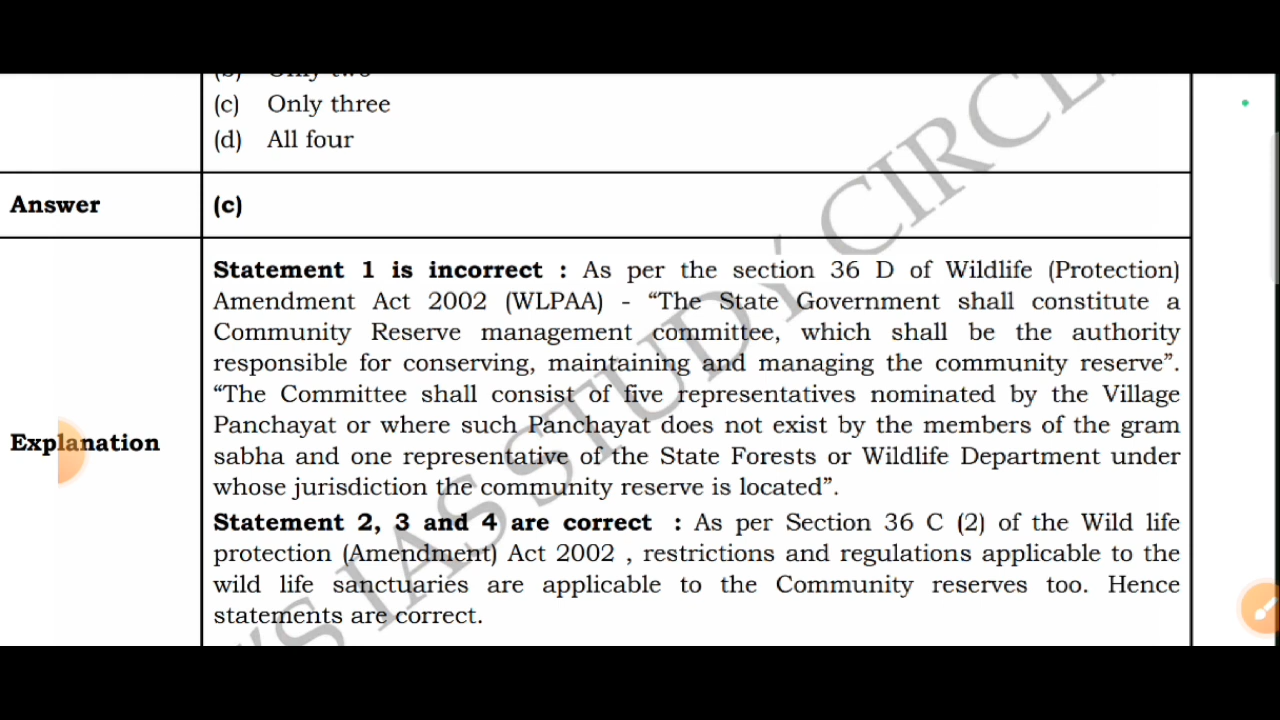 (b) Only two
(c) Only three
(d) All four
Answer (c)
Statement 1 is incorrect : As per the section 36 D of Wildlife (Protection)
Amendment Act 2002 (WLPAA) - “The State Government shall constitute a
Community Reserve management committee, which shall be the authority
responsible for conserving, maintaining and managing the community reserve”.
“The Committee shall consist of five representatives nominated by the Village
Panchayat or where such Panchayat does not exist by the members of the gram
Explanation
sabha and one representative of the State Forests or Wildlife Department under
whose jurisdiction the community reserve is located”.
Statement 2, 3 and 4 are correct : As per Section 36 C (2) of the Wild life
protection (Amendment) Act 2002 , restrictions and regulations applicable to the
wild life sanctuaries are applicable to the Community reserves too. Hence
statements are correct.
”S IAS STUDY CIRCLE